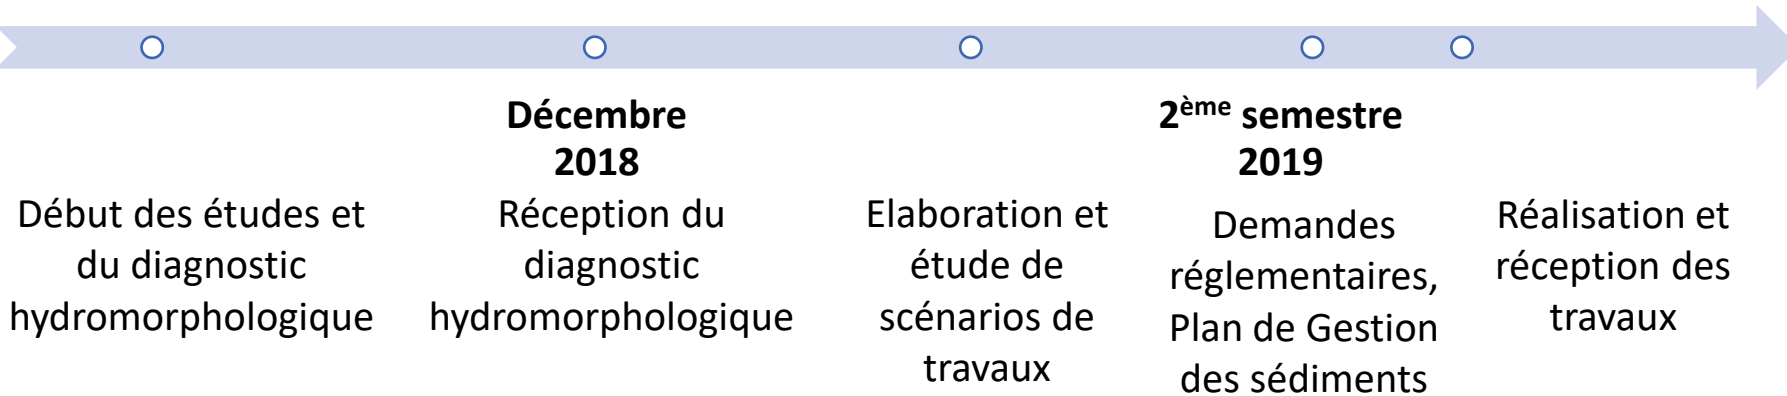 Début des études et
du diagnostic
hydromorphologique
Décembre
2018
Réception du
diagnostic
hydromorphologique
Elaboration et
étude de
scénarios de
travaux
2ème semestre
2019
Demandes
réglementaires,
Plan de Gestion
des sédiments
Réalisation et
réception des
travaux